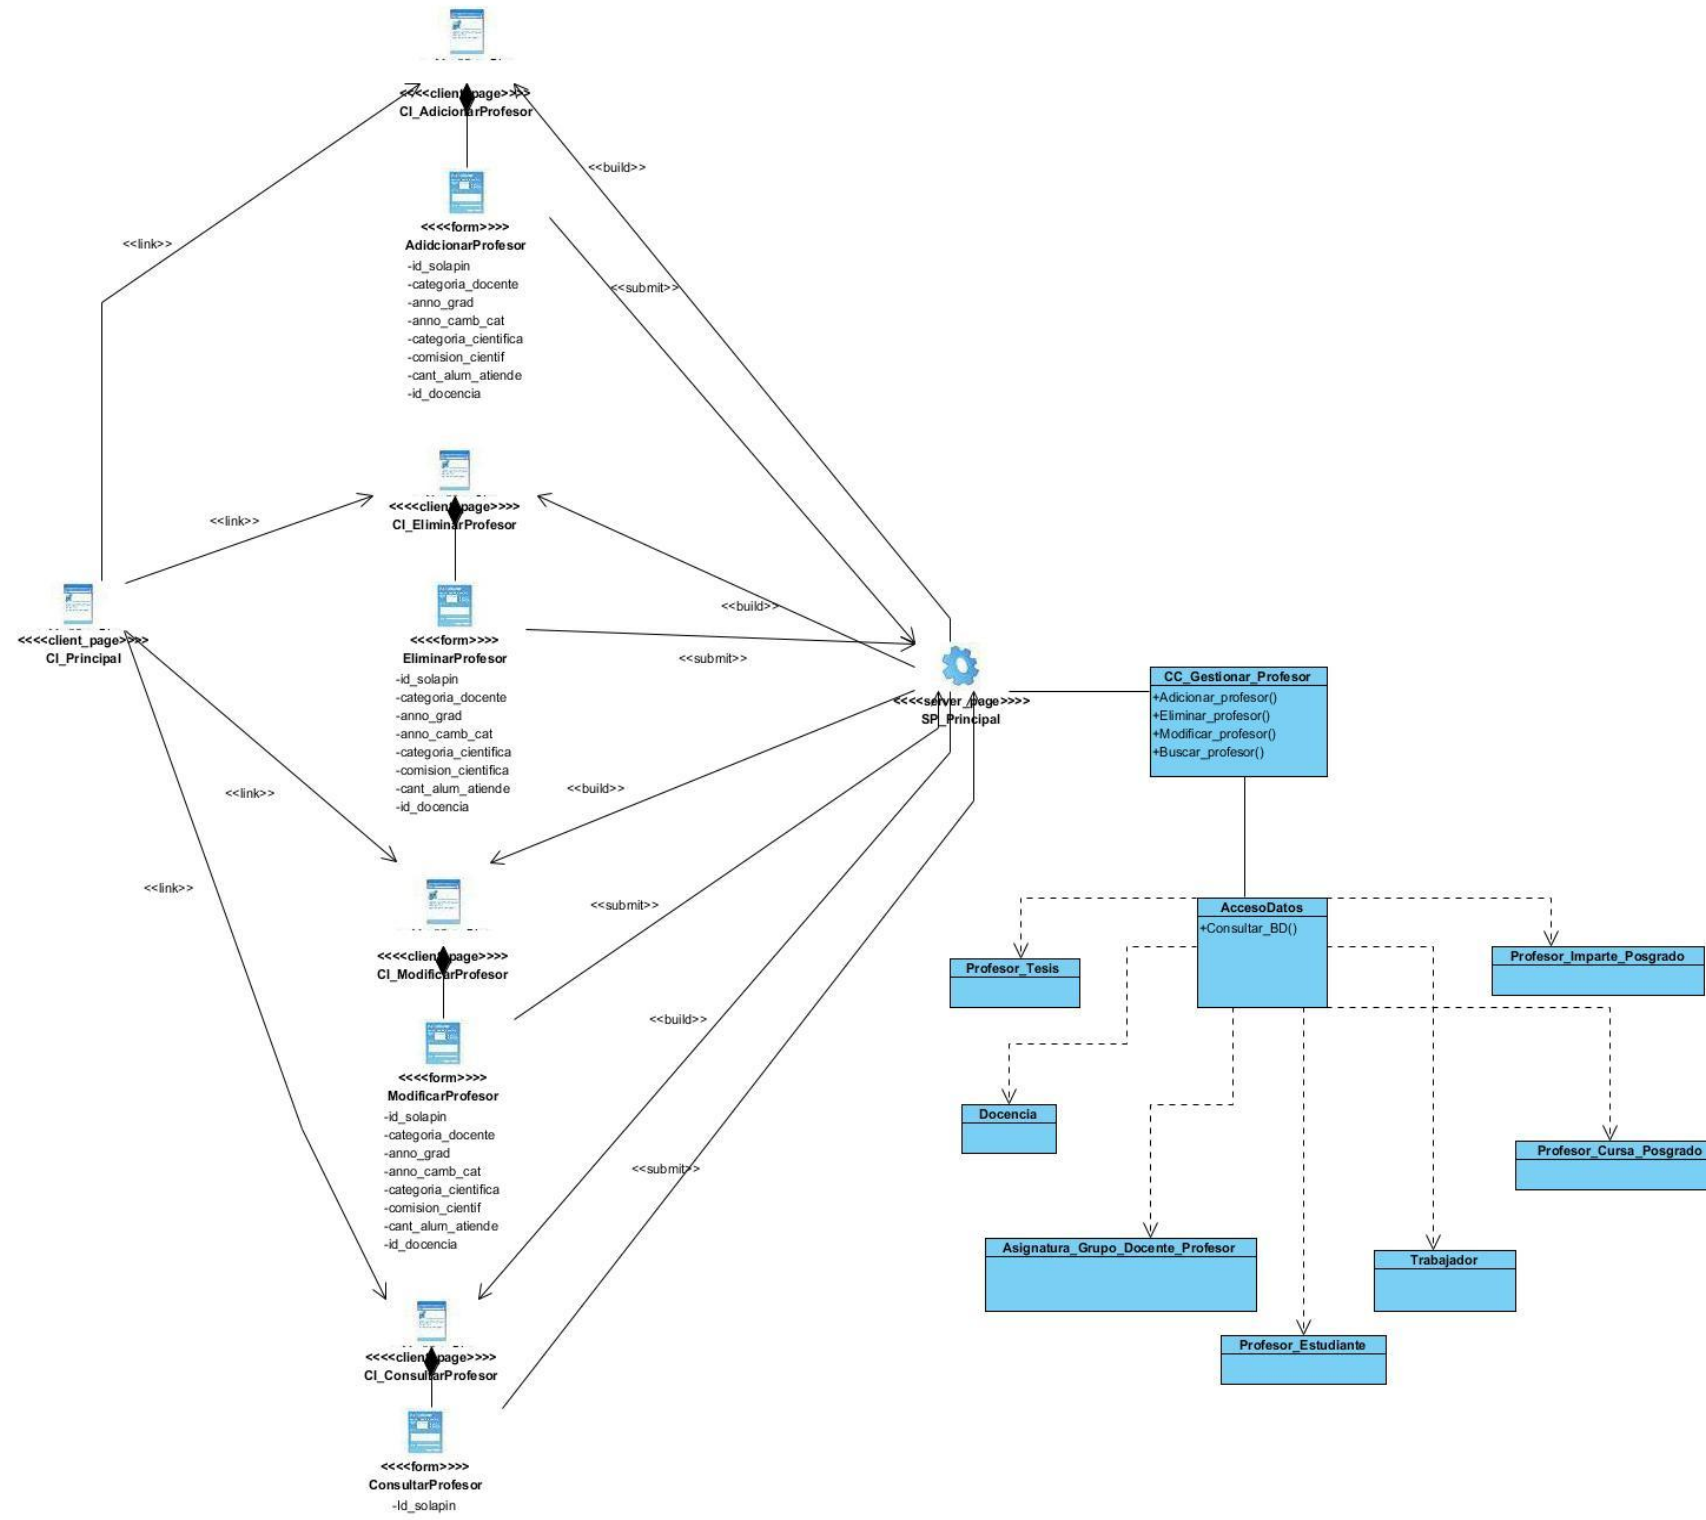 <<<<client_page>>>>
CI_AdicionarProfesor
<<build>>
<<<<form>>>>
AdidcionarProfesor
<<link>>
-id_solapin
-categoria_docente
<<submit>>
-anno_grad
-anno_camb_cat
-categoria_cientifica
-comision_cientif
-cant_alum_atiende
-id_docencia
<<<<client_page>>>>
<<link>>
CI_EliminarProfesor
<<build>>
<<<<client_page>>>>
CI_Principal
<<<<form>>>>
EliminarProfesor
<<submit>>
-id_solapin
-categoria_docente
-anno_grad
-anno_camb_cat
-categoria_cientifica
-comision_cientifica
-cant_alum_atiende
-id_docencia
<<<<server_page>>>>
SP_Principal
CC_Gestionar_Profesor
+Adicionar_profesor()
+Eliminar_profesor()
+Modificar_profesor()
+Buscar_profesor()
<<link>>
<<build>>
<<link>>
<<submit>>
AccesoDatos
+Consultar_BD()
<<<<client_page>>>>
CI_ModificarProfesor
Profesor_Tesis
Profesor_Imparte_Posgrado
<<build>>
<<<<form>>>>
ModificarProfesor
-id_solapin
-categoria_docente
-anno_grad
-anno_camb_cat
-categoria_cientifica
-comision_cientif
-cant_alum_atiende
-id_docencia
Docencia
Profesor_Cursa_Posgrado
<<submit>>
Asignatura_Grupo_Docente_Profesor
Trabajador
Profesor_Estudiante
<<<<client_page>>>>
CI_ConsultarProfesor
<<<<form>>>>
ConsultarProfesor
-Id_solapin